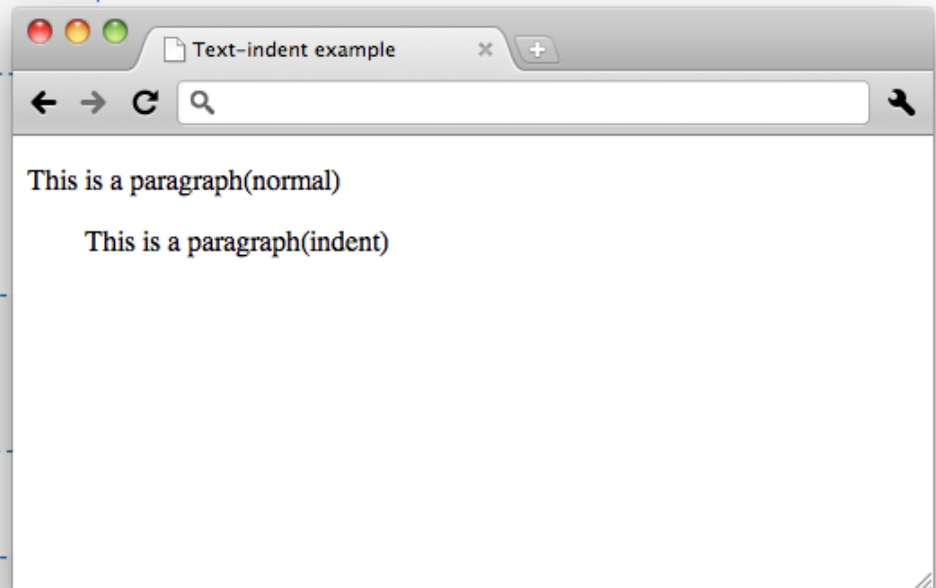 Text-indent example
This is a paragraph(normal)
This is a paragraph(indent)